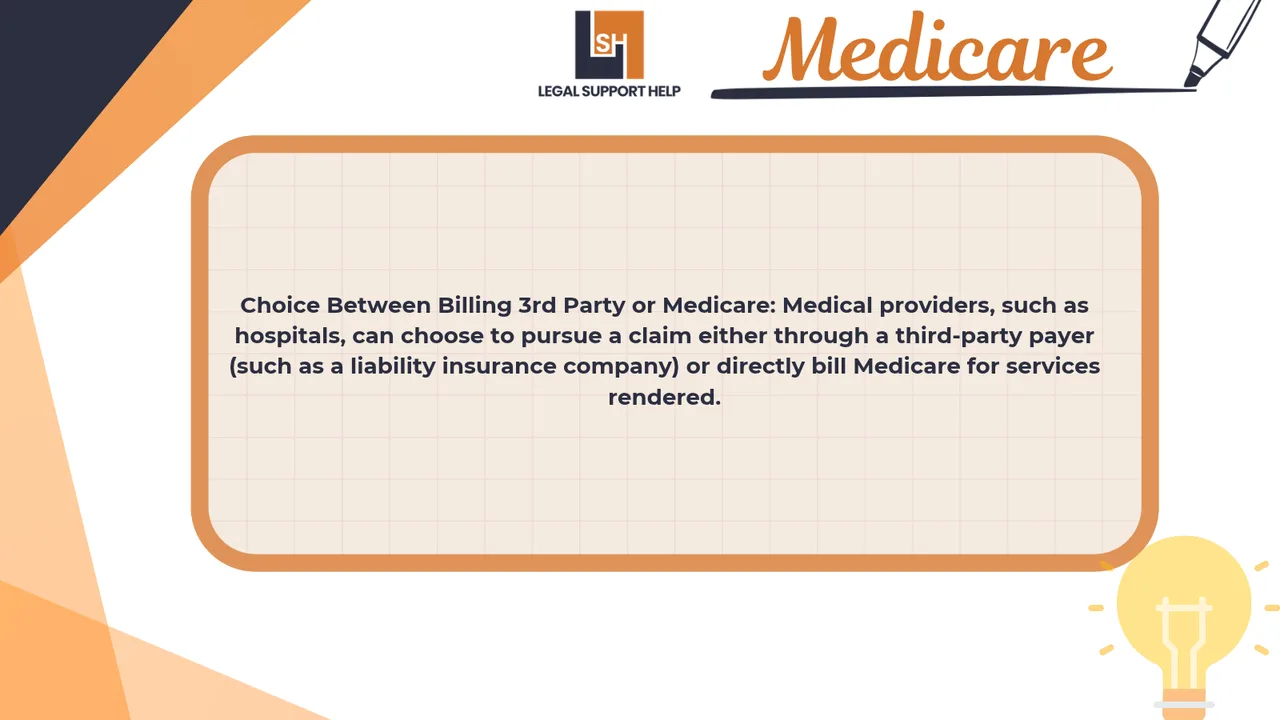 LSH
LEGAL SUPPORT HELP
Medicare
Choice Between Billing 3rd Party or Medicare: Medical providers, such as
hospitals, can choose to pursue a claim either through a third-party payer
(such as a liability insurance company) or directly bill Medicare for services
rendered.